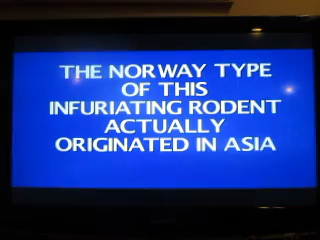 THE NORWAY TYPE
OF THIS
INFURIATING RODENT
ACTUALLY
ORIGINATED IN ASIA